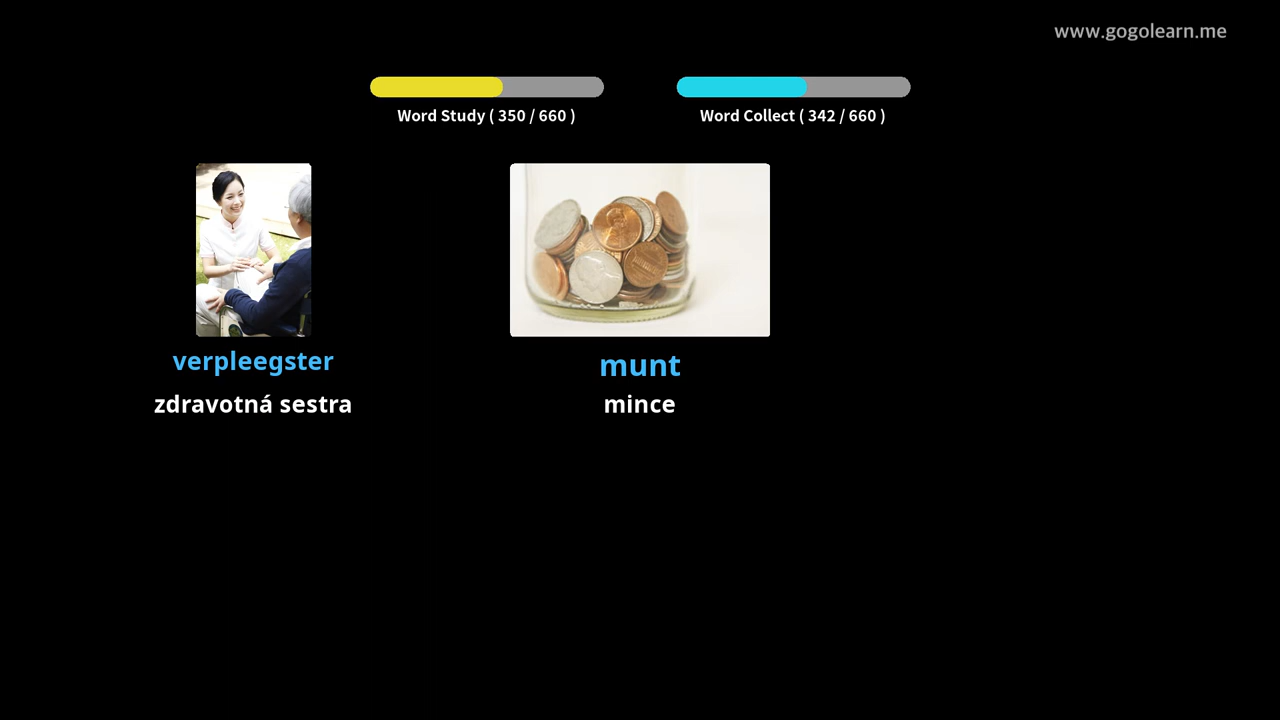 www.gogolearn.me
Word Study ( 350 / 660 )
Word Collect ( 342 / 660 )
verpleegster
zdravotná sestra
munt
mince